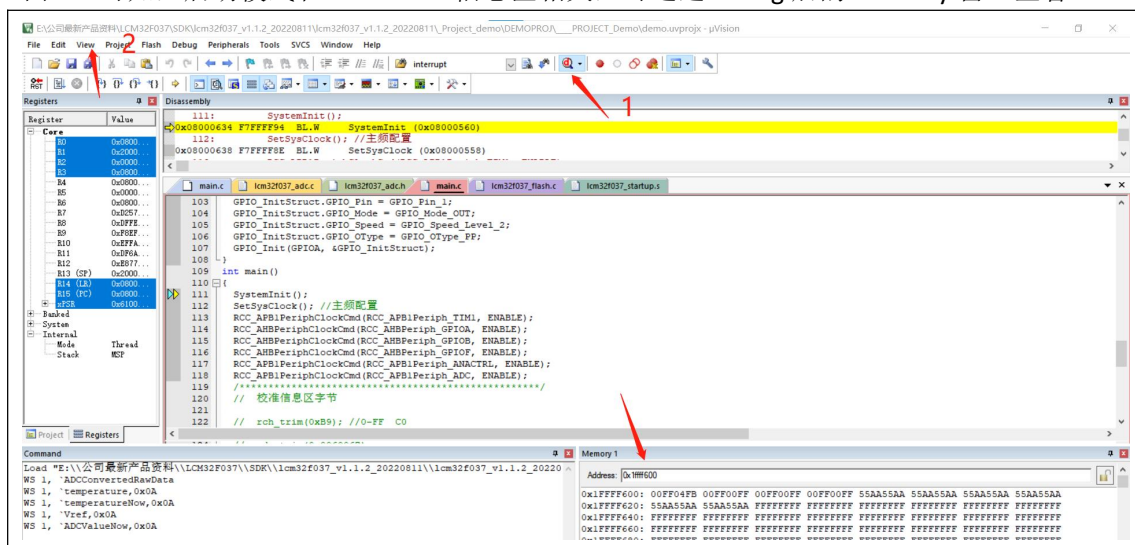 E:\公司最新产品资料\LCM32F037\SDK\lcm32f037_v1.1.2_20220811\lcm32f037_v1.1.2_20220811\_Project_demo\DEMOPROJ\___PROJECT_Demo\demo.uvprojx - μVision
File Edit View Project Flash Debug Peripherals Tools SVCS Window Help
2
interrupt
1
Registers
Disassembly
Register Value
Core
R0 0x0800...
R1 0x2000...
R2 0x0000...
R3 0x0800...
R4 0x0800...
R5 0x0000...
R6 0x0800...
R7 0xD257...
R8 0xDFFE...
R9 0xF8EF...
R10 0xEFFA...
R11 0xDF6A...
R12 0xE877...
R13 (SP) 0x2000...
R14 (LR) 0x0800...
R15 (PC) 0x0800...
xPSR 0x6100...
Banked
System
Internal
Mode Thread
Stack MSP
Project Registers
111: SystemInit();
0x08000634 F7FFFF94 BL.W SystemInit (0x08000560)
112: SetSysClock(); //主频配置
0x08000638 F7FFFF8E BL.W SetSysClock (0x08000558)
main.c lcm32f037_adc.c lcm32f037_adc.h main.c lcm32f037_flash.c lcm32f037_startup.s
103 GPIO_InitStruct.GPIO_Pin = GPIO_Pin_1;
104 GPIO_InitStruct.GPIO_Mode = GPIO_Mode_OUT;
105 GPIO_InitStruct.GPIO_Speed = GPIO_Speed_Level_2;
106 GPIO_InitStruct.GPIO_OType = GPIO_OType_PP;
107 GPIO_Init(GPIOA, &GPIO_InitStruct);
108 }
109 int main()
110 {
111 SystemInit();
112 SetSysClock(); //主频配置
113 RCC_APB1PeriphClockCmd(RCC_APB1Periph_TIM1, ENABLE);
114 RCC_AHBPeriphClockCmd(RCC_AHBPeriph_GPIOA, ENABLE);
115 RCC_AHBPeriphClockCmd(RCC_AHBPeriph_GPIOB, ENABLE);
116 RCC_AHBPeriphClockCmd(RCC_AHBPeriph_GPIOF, ENABLE);
117 RCC_APB1PeriphClockCmd(RCC_APB1Periph_ANACTRL, ENABLE);
118 RCC_APB1PeriphClockCmd(RCC_APB1Periph_ADC, ENABLE);
119 /***************************************************/
120 // 校准信息区字节
121
122 // rch_trim(0xB9); //0-FF C0
Command
Load "E:\\公司最新产品资料\\LCM32F037\\SDK\\lcm32f037_v1.1.2_20220811\\lcm32f037_v1.1.2_20220
WS 1, `ADCConvertedRawData
WS 1, `temperature,0x0A
WS 1, `temperatureNow,0x0A
WS 1, `Vref,0x0A
WS 1, `ADCValueNow,0x0A
Memory 1
Address: 0x1ffff600
0x1FFFF600: 00FF04FB 00FF00FF 00FF00FF 00FF00FF 55AA55AA 55AA55AA 55AA55AA 55AA55AA
0x1FFFF620: 55AA55AA 55AA55AA FFFFFFFF FFFFFFFF FFFFFFFF FFFFFFFF FFFFFFFF FFFFFFFF
0x1FFFF640: FFFFFFFF FFFFFFFF FFFFFFFF FFFFFFFF FFFFFFFF FFFFFFFF FFFFFFFF FFFFFFFF
0x1FFFF660: FFFFFFFF FFFFFFFF FFFFFFFF FFFFFFFF FFFFFFFF FFFFFFFF FFFFFFFF FFFFFFFF